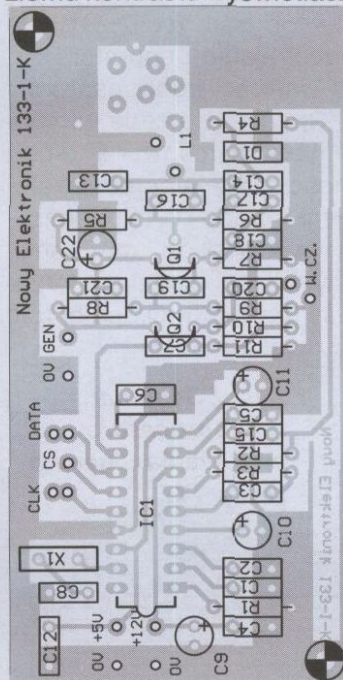 Nowy Elektronik 133-1-K
R4
D1
L1
C13
C14
C17
C16
R5
R6
C18
C22
Q1
R7
C21
C19
C20
W.CZ.
R8
R9
R10
Q2
R11
C7
GEN
0V
C6
C11
DATA
C5
C15
CS
R2
R3
CLK
C3
IC1
C10
X1
C2
C8
C1
R1
C12
+5V
+12V
C4
0V
0V
C9
Nowy Elektronik 133-1-K